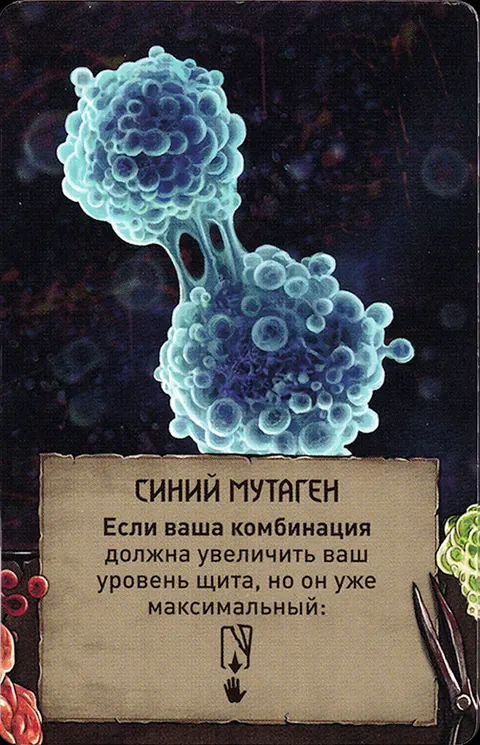 СИНИЙ МУТАГЕН
Если ваша комбинация
должна увеличить ваш
уровень щита, но он уже
максимальный: